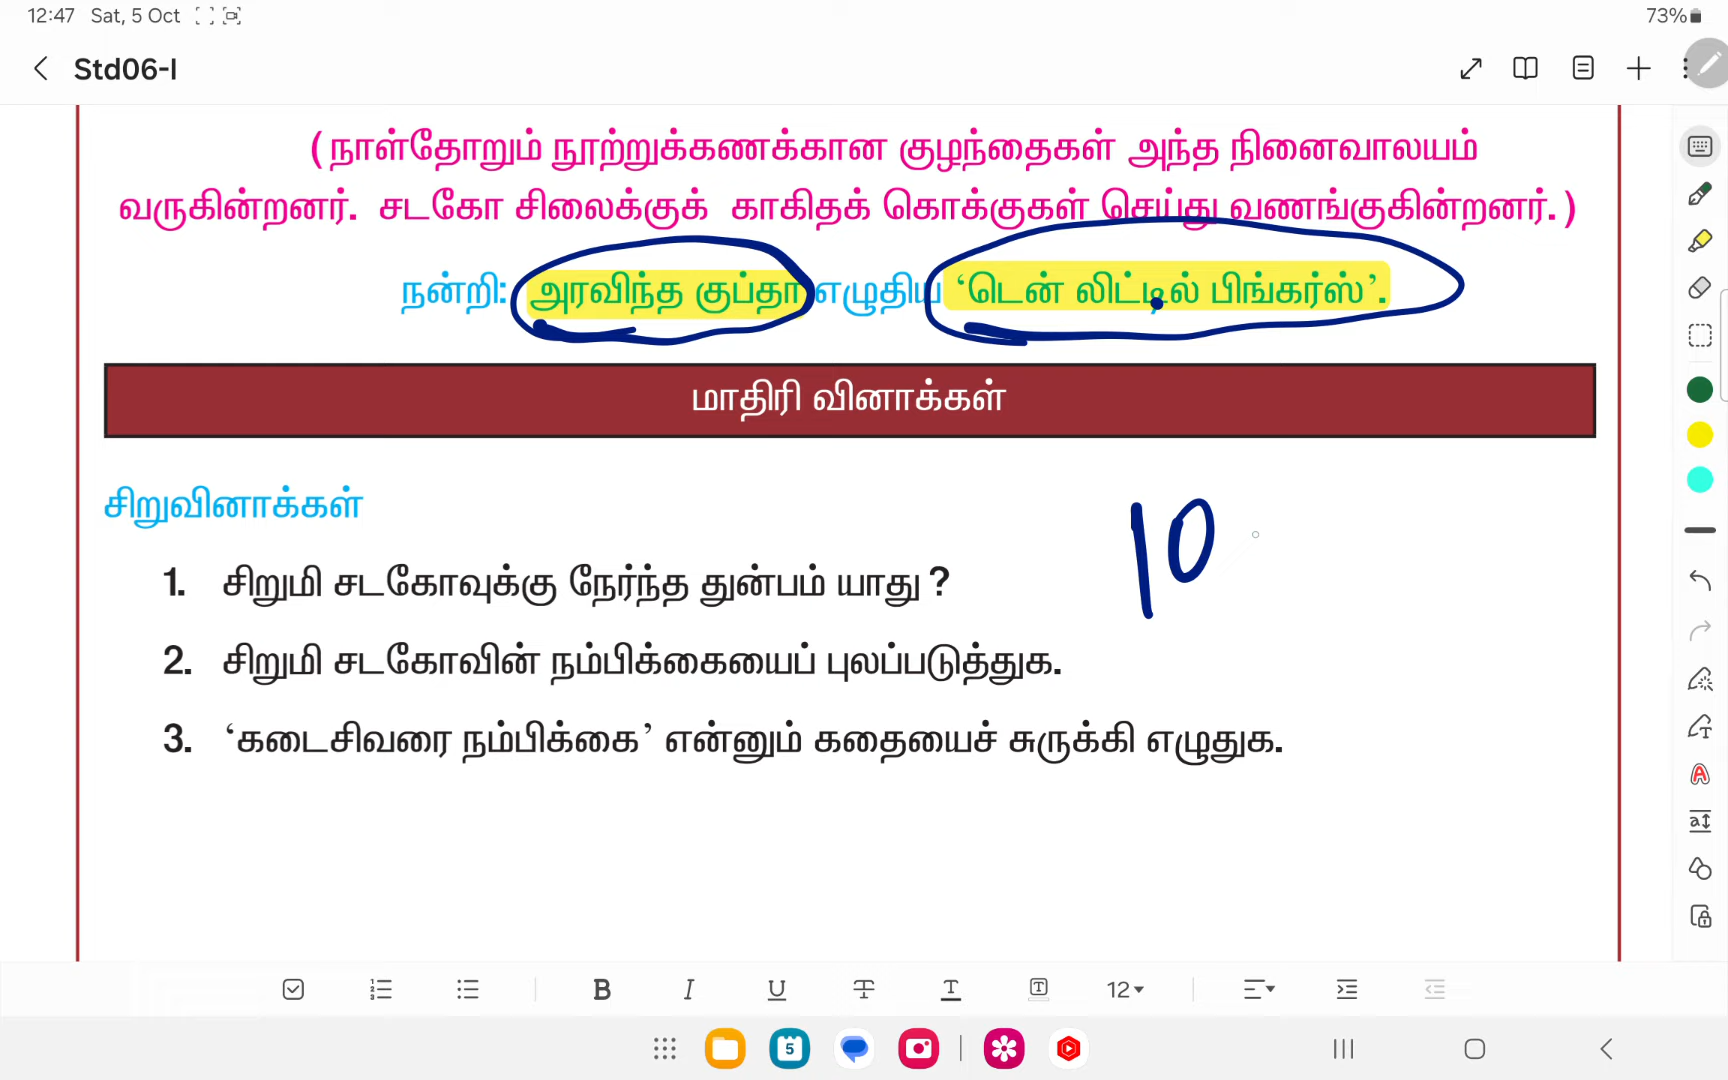 12:47 Sat, 5 Oct 73%
Std06-I
( நாள்தோறும் நூற்றுக்கணக்கான குழந்தைகள் அந்த நினைவாலயம்
வருகின்றனர். சடகோ சிலைக்குக் காகிதக் கொக்குகள் செய்து வணங்குகின்றனர். )
நன்றி: அரவிந்த குப்தா எழுதிய ‘டென் லிட்டில் பிங்கர்ஸ்’.
மாதிரி வினாக்கள்
சிறுவினாக்கள்
10
1. சிறுமி சடகோவுக்கு நேர்ந்த துன்பம் யாது ?
2. சிறுமி சடகோவின் நம்பிக்கையைப் புலப்படுத்துக.
3. ‘கடைசிவரை நம்பிக்கை’ என்னும் கதையைச் சுருக்கி எழுதுக.
B I U T T T 12
5